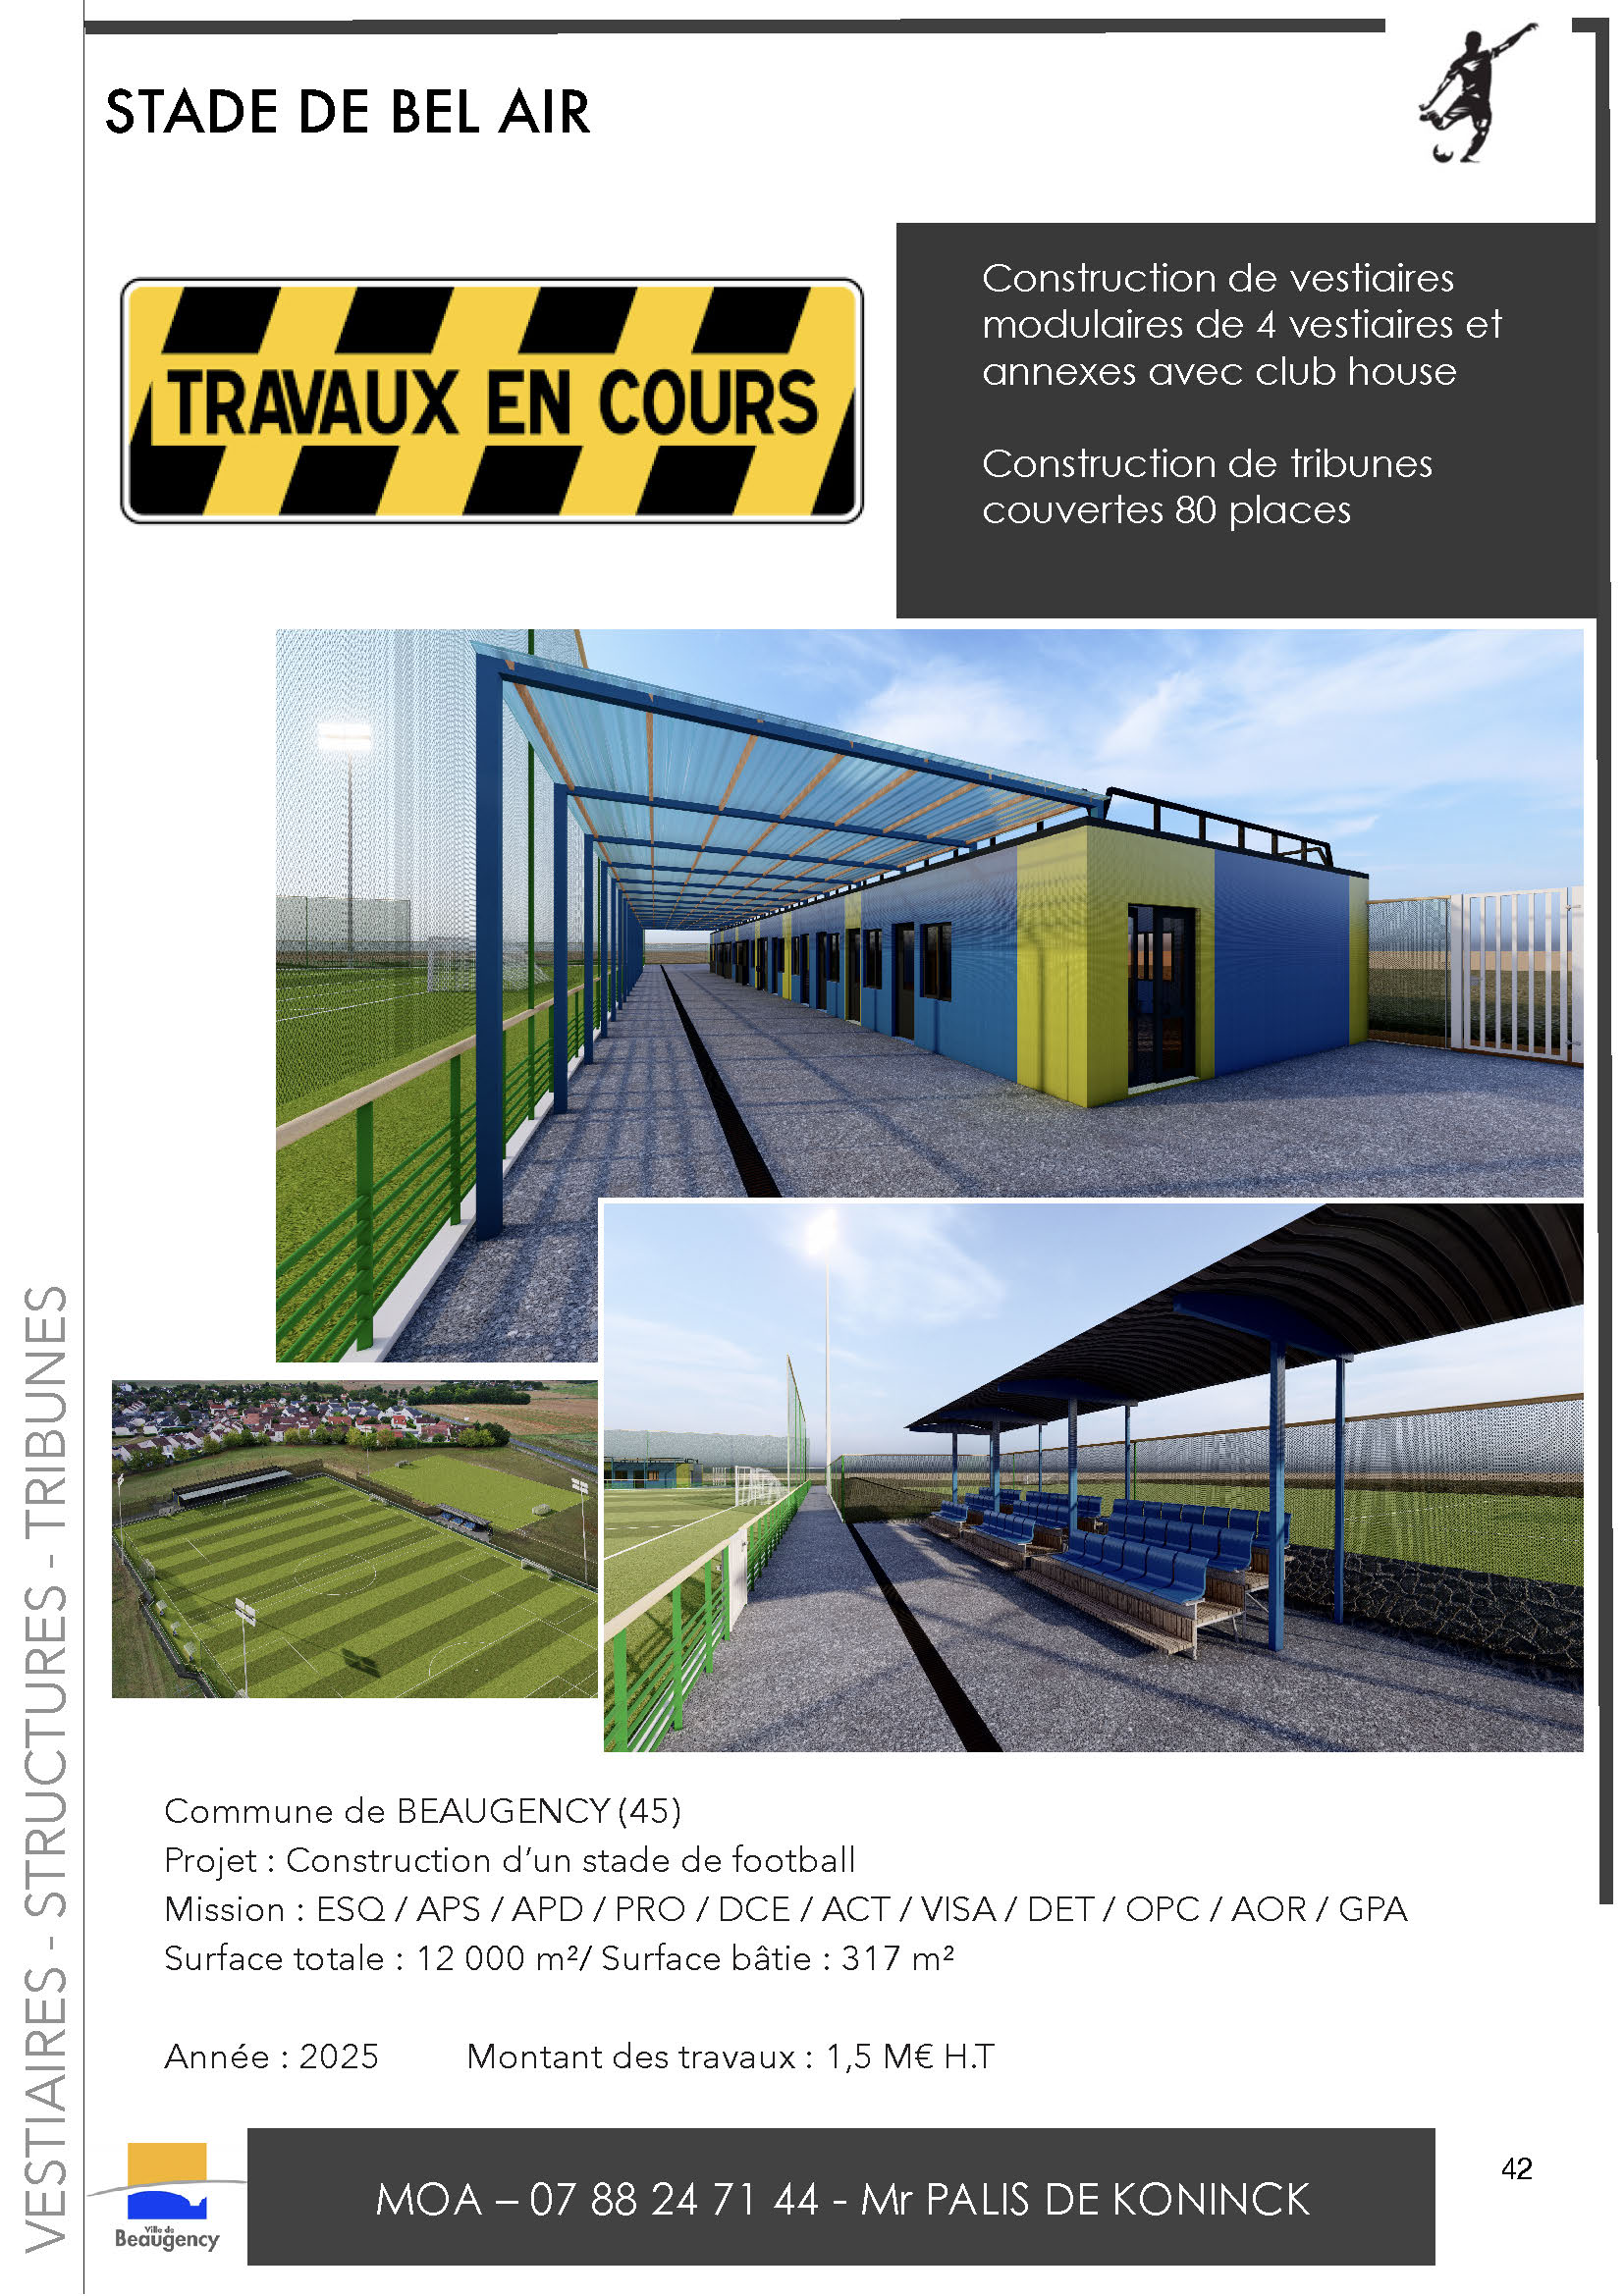 STADE DE BEL AIR
TRAVAUX EN COURS
Construction de vestiaires
modulaires de 4 vestiaires et
annexes avec club house
Construction de tribunes
couvertes 80 places
VESTIAIRES - STRUCTURES - TRIBUNES
Commune de BEAUGENCY (45)
Projet : Construction d’un stade de football
Mission : ESQ / APS / APD / PRO / DCE / ACT / VISA / DET / OPC / AOR / GPA
Surface totale : 12 000 m²/ Surface bâtie : 317 m²
Année : 2025 Montant des travaux : 1,5 M€ H.T
Ville de
Beaugency
MOA – 07 88 24 71 44 - Mr PALIS DE KONINCK
42